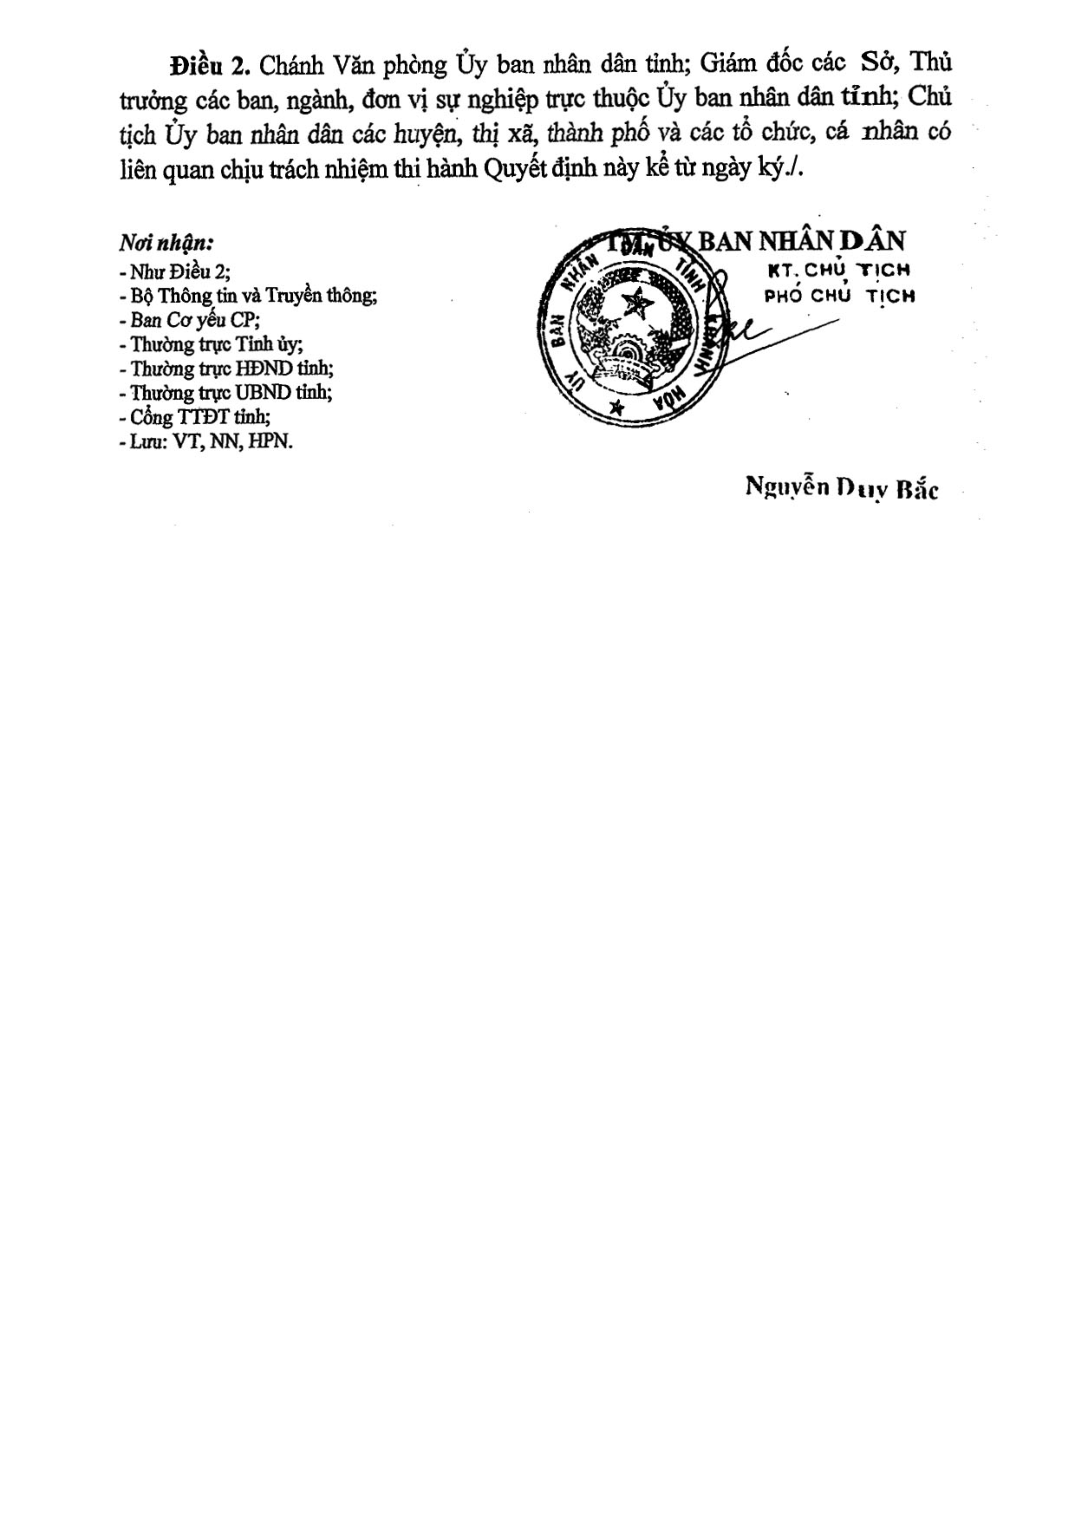 Điều 2. Chánh Văn phòng Ủy ban nhân dân tỉnh; Giám đốc các Sở, Thủ
trưởng các ban, ngành, đơn vị sự nghiệp trực thuộc Ủy ban nhân dân tỉnh; Chủ
tịch Ủy ban nhân dân các huyện, thị xã, thành phố và các tổ chức, cá nhân có
liên quan chịu trách nhiệm thi hành Quyết định này kể từ ngày ký./.
Nơi nhận:
- Như Điều 2;
- Bộ Thông tin và Truyền thông;
- Ban Cơ yếu CP;
- Thường trực Tỉnh ủy;
- Thường trực HĐND tỉnh;
- Thường trực UBND tỉnh;
- Cổng TTĐT tỉnh;
- Lưu: VT, NN, HPN.
TM. ỦY BAN NHÂN DÂN
KT. CHỦ TỊCH
PHÓ CHỦ TỊCH
ỦY BAN NHÂN DÂN TỈNH KHÁNH HÒA
Nguyễn Duy Bắc